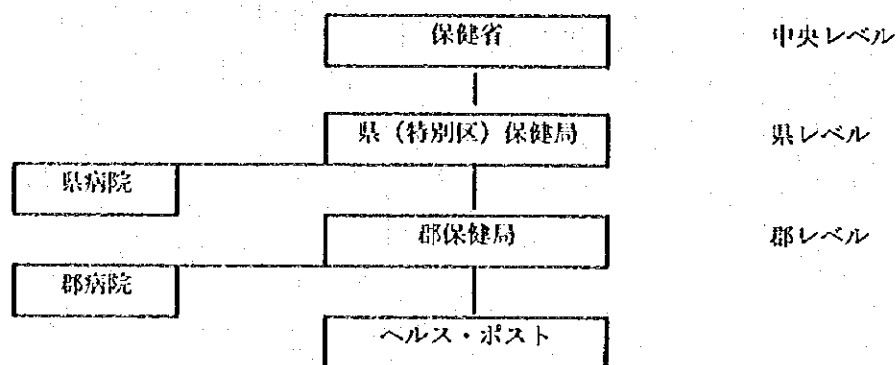 保健省 中央レベル
県（特別区）保健局 県レベル
県病院
郡保健局 郡レベル
郡病院
ヘルス・ポスト